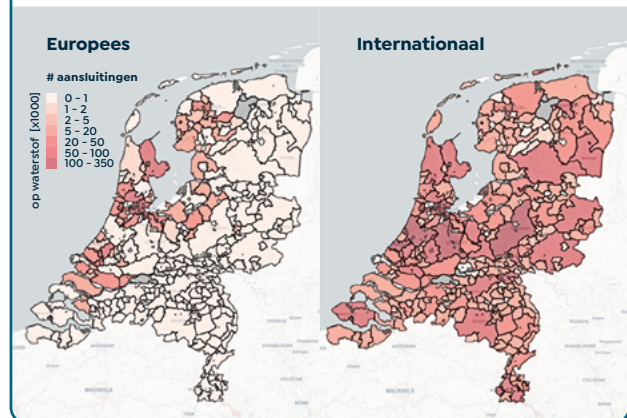 Europees
Internationaal
# aansluitingen
op waterstof [x1000]
0 - 1
1 - 2
2 - 5
5 - 20
20 - 50
50 - 100
100 - 350